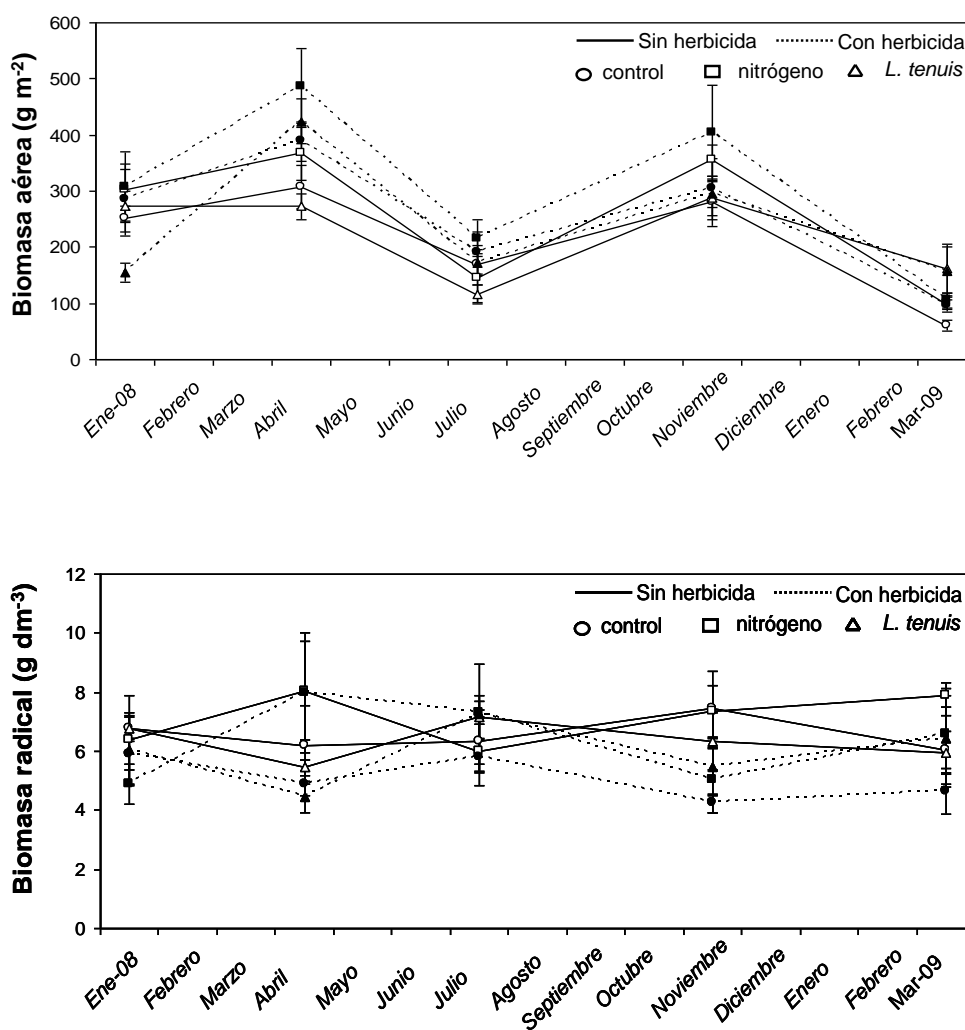 600
Sin herbicida Con herbicida
control nitrógeno L. tenuis
500
400
300
200
100
0
Biomasa aérea (g m-2)
Ene-08 Febrero Marzo Abril Mayo Junio Julio Agosto Septiembre Octubre Noviembre Diciembre Enero Febrero Mar-09
12
Sin herbicida Con herbicida
control nitrógeno L. tenuis
10
8
6
4
2
0
Biomasa radical (g dm-3)
Ene-08 Febrero Marzo Abril Mayo Junio Julio Agosto Septiembre Octubre Noviembre Diciembre Enero Febrero Mar-09